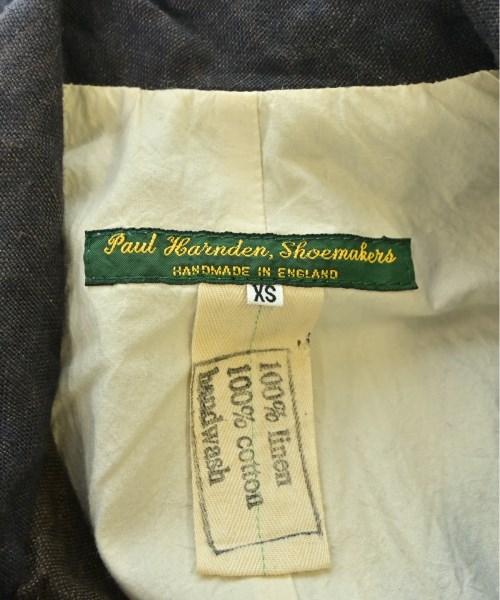 Paul Harnden, Shoemakers
HANDMADE IN ENGLAND
XS
100% linen
100% cotton
handwash